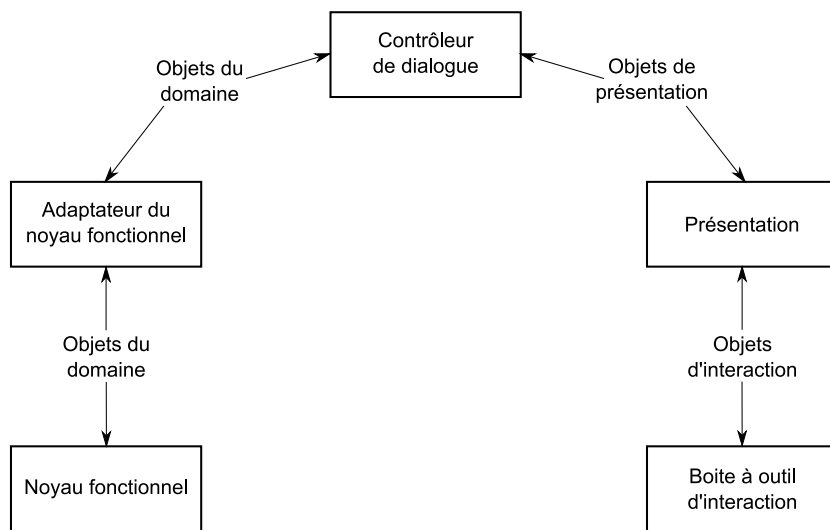 Contrôleur
de dialogue
Objets du
domaine
Objets de
présentation
Adaptateur du
noyau fonctionnel
Présentation
Objets du
domaine
Objets
d'interaction
Noyau fonctionnel
Boite à outil
d'interaction